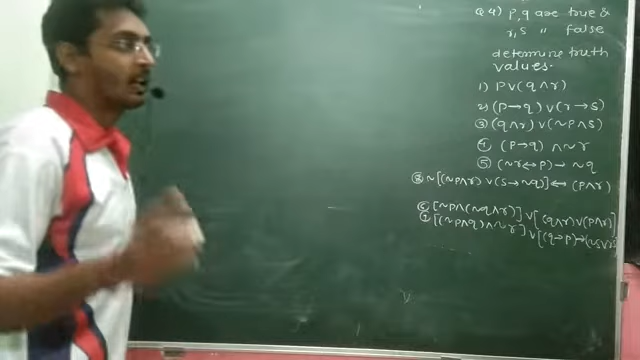 Q4) p, q are true &
r, s " false
determine truth
values.
1) p∨(q∧r)
2) (p→q)∨(r→s)
③ (q∧r)∨(~p∧s)
④ (p→q) ∧~r
⑤ (~r↔p)→~q
⑧ ~[(~p∧r)∨(s→~q)]↔(p∧r)
⑥ [~p∧(~q∧r)]∨[(q∧r)∨(p∧r)]
⑦ [(~p∧q)∧~r]∨[(q→p)→(~s∨